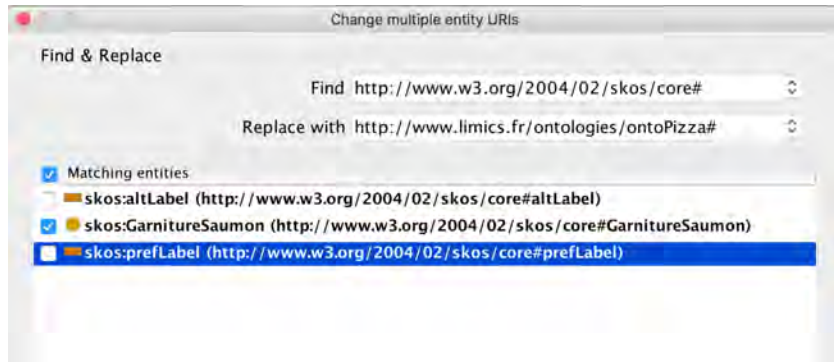 Change multiple entity URIs
Find & Replace
Find http://www.w3.org/2004/02/skos/core#
Replace with http://www.limics.fr/ontologies/ontoPizza#
Matching entities
skos:altLabel (http://www.w3.org/2004/02/skos/core#altLabel)
skos:GarnitureSaumon (http://www.w3.org/2004/02/skos/core#GarnitureSaumon)
skos:prefLabel (http://www.w3.org/2004/02/skos/core#prefLabel)